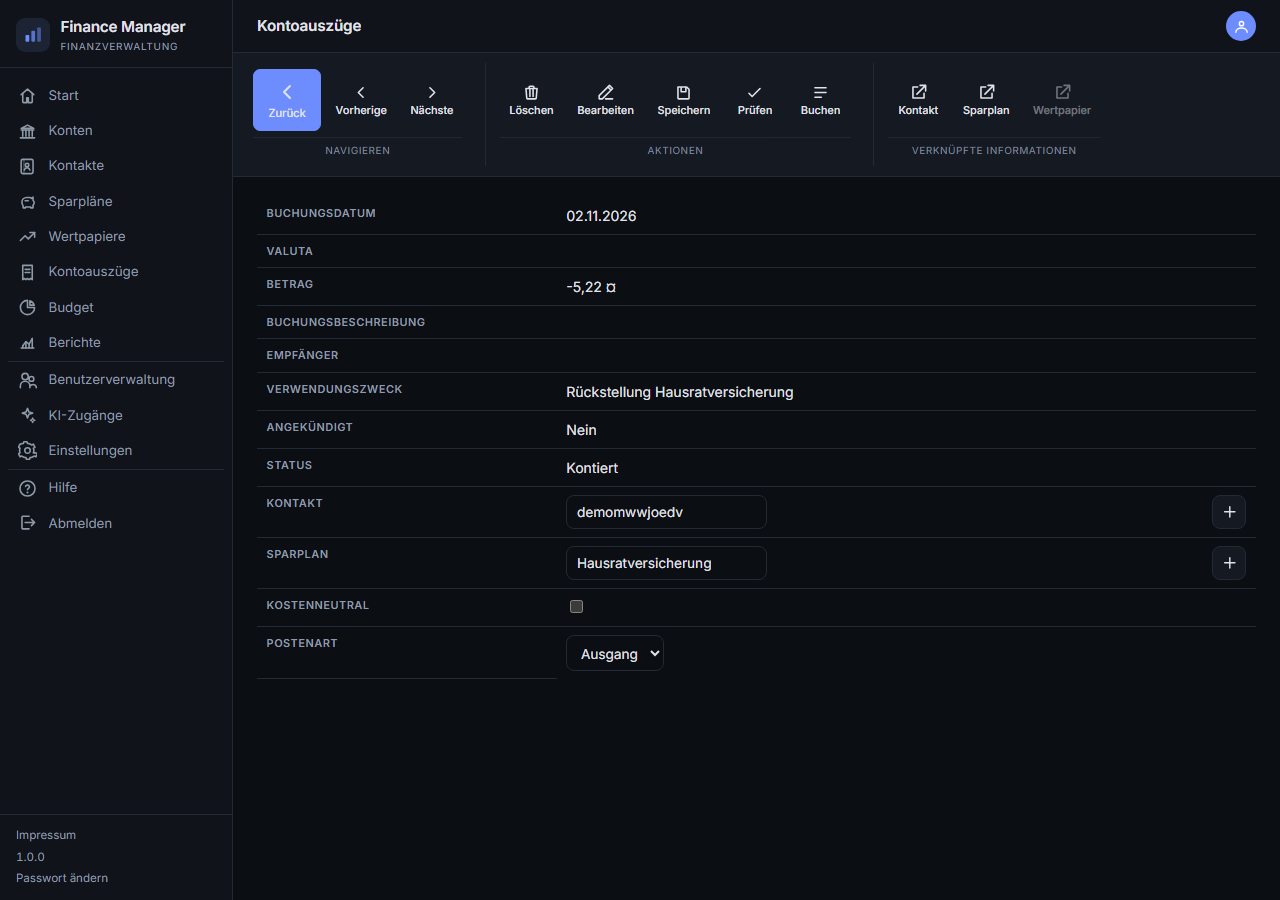 Finance Manager
FINANZVERWALTUNG
Start
Konten
Kontakte
Sparpläne
Wertpapiere
Kontoauszüge
Budget
Berichte
Benutzerverwaltung
KI-Zugänge
Einstellungen
Hilfe
Abmelden
Impressum
1.0.0
Passwort ändern
Kontoauszüge
Zurück Vorherige Nächste
NAVIGIEREN
Löschen Bearbeiten Speichern Prüfen Buchen
AKTIONEN
Kontakt Sparplan Wertpapier
VERKNÜPFTE INFORMATIONEN
BUCHUNGSDATUM 02.11.2026
VALUTA
BETRAG -5,22 ¤
BUCHUNGSBESCHREIBUNG
EMPFÄNGER
VERWENDUNGSZWECK Rückstellung Hausratversicherung
ANGEKÜNDIGT Nein
STATUS Kontiert
KONTAKT demomwwjoedv +
SPARPLAN Hausratversicherung +
KOSTENNEUTRAL
POSTENART Ausgang